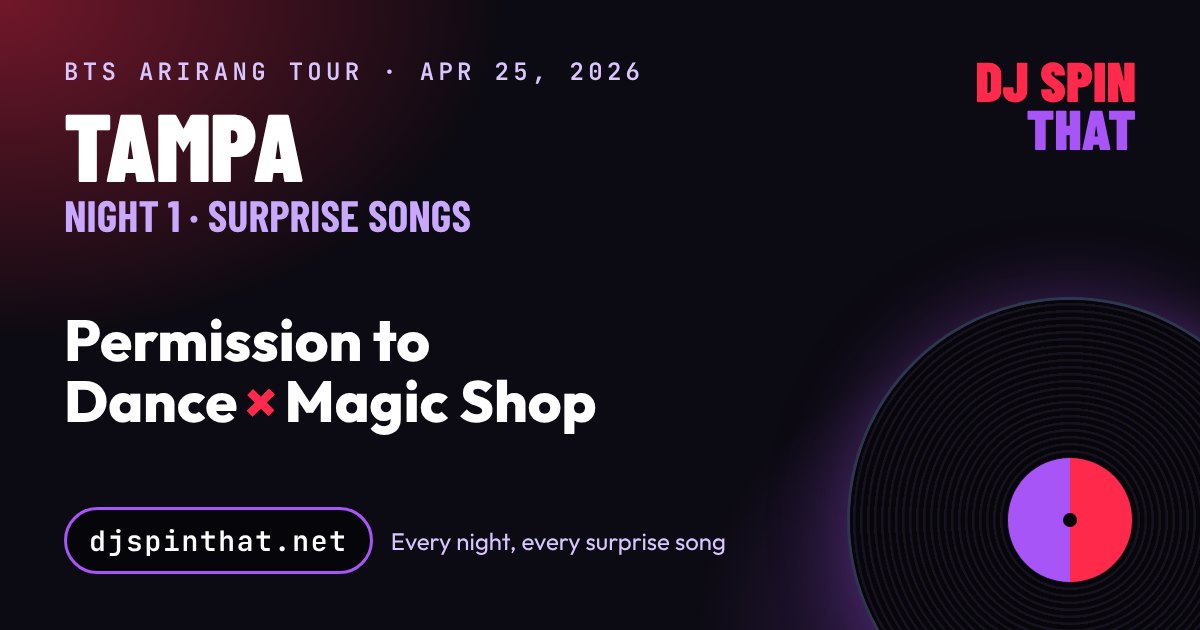 BTS ARIRANG TOUR · APR 25, 2026
DJ SPIN
THAT
TAMPA
NIGHT 1 · SURPRISE SONGS
Permission to
Dance × Magic Shop
djspinthat.net
Every night, every surprise song